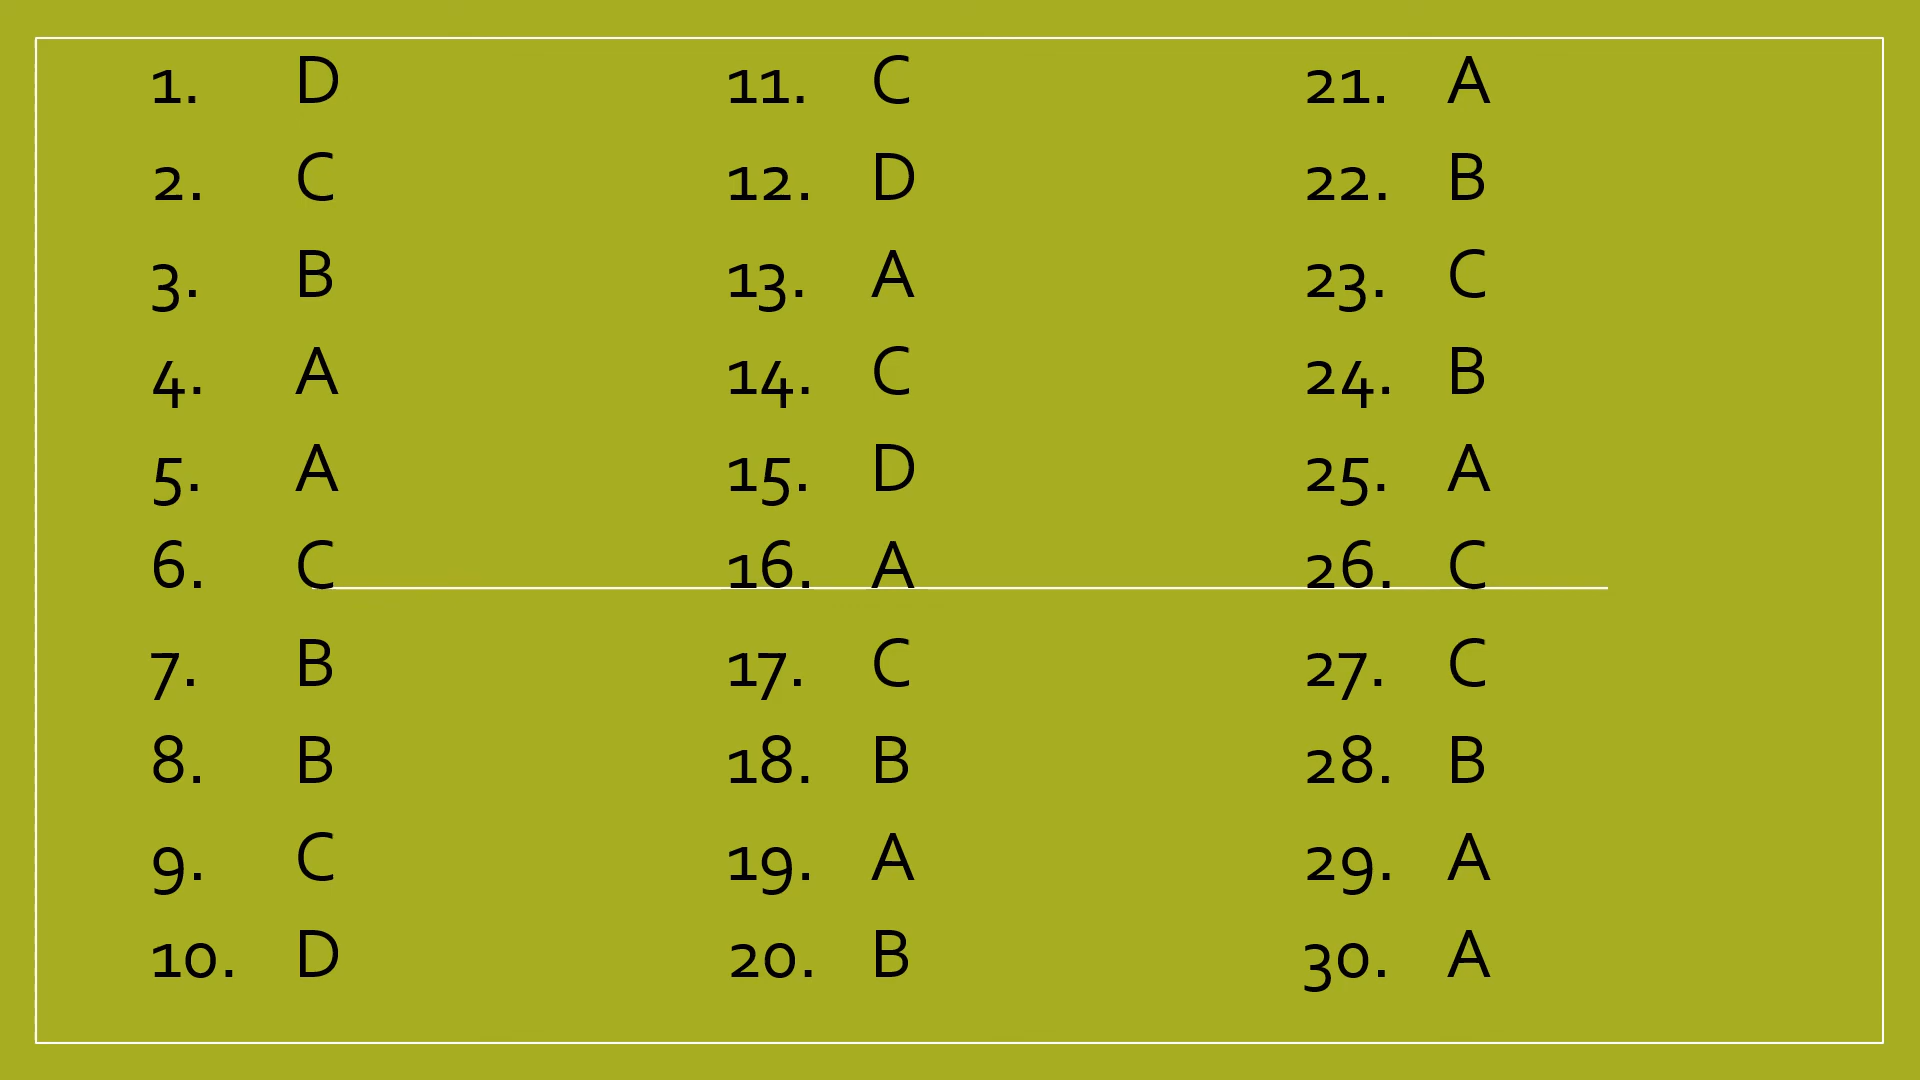 1. D
2. C
3. B
4. A
5. A
6. C
7. B
8. B
9. C
10. D
11. C
12. D
13. A
14. C
15. D
16. A
17. C
18. B
19. A
20. B
21. A
22. B
23. C
24. B
25. A
26. C
27. C
28. B
29. A
30. A